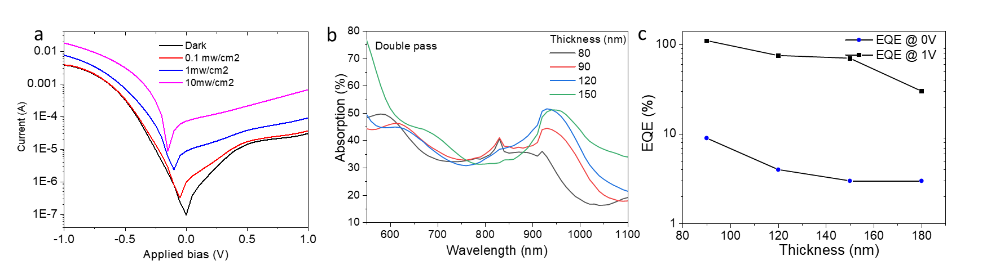 a
Dark
0.1 mw/cm2
1mw/cm2
10mw/cm2
0.01
0.001
1E-4
1E-5
1E-6
1E-7
-1.0 -0.5 0.0 0.5 1.0
Applied bias (V)
Current (A)
b
Double pass
Thickness (nm)
80
90
120
150
80
70
60
50
40
30
20
10
600 700 800 900 1000 1100
Wavelength (nm)
Absorption (%)
c
EQE @ 0V
EQE @ 1V
100
10
1
80 100 120 140 160 180
Thickness (nm)
EQE (%)